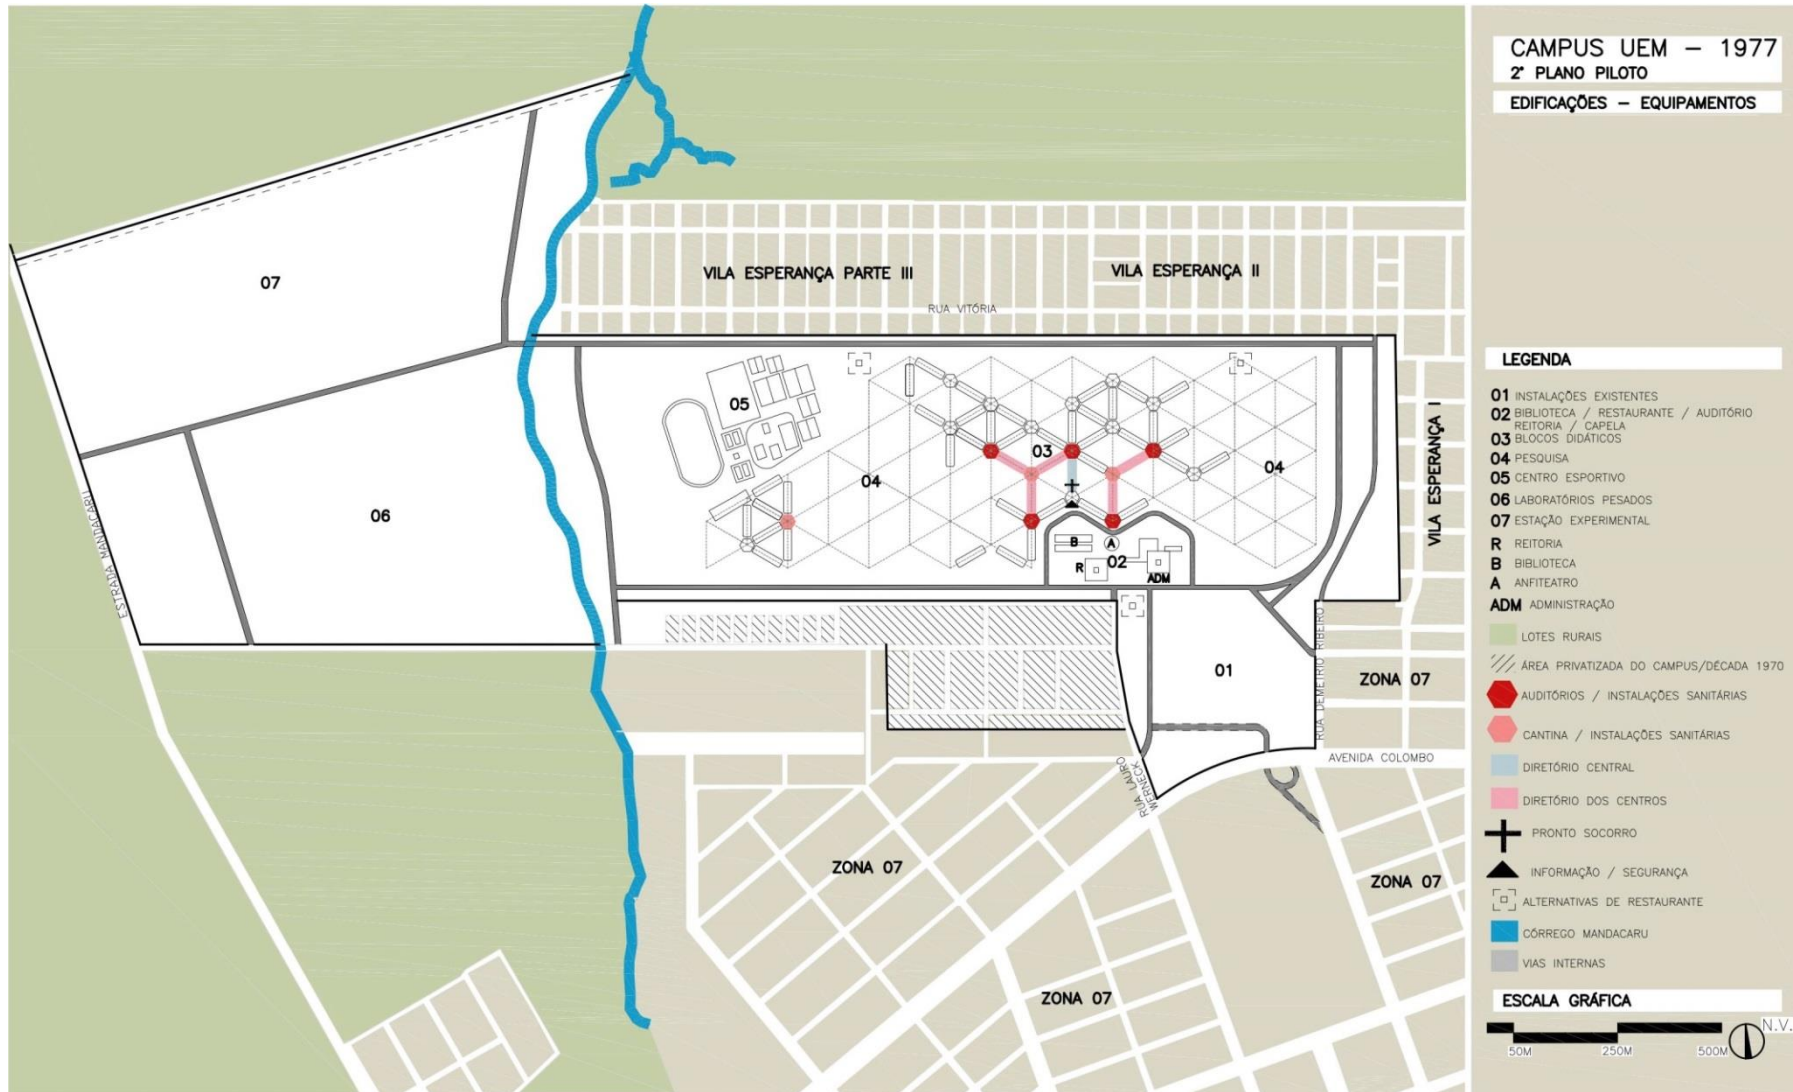 CAMPUS UEM – 1977
2° PLANO PILOTO
EDIFICAÇÕES – EQUIPAMENTOS
07
VILA ESPERANÇA PARTE III
VILA ESPERANÇA II
RUA VITÓRIA
05
03
04
04
06
VILA ESPERANÇA I
ESTRADA MANDACARU
B
A
02
R
ADM
RUA DEMETRIO RIBEIRO
01
ZONA 07
AVENIDA COLOMBO
RUA LAURO
WERNECK
ZONA 07
ZONA 07
ZONA 07
LEGENDA
01 INSTALAÇÕES EXISTENTES
02 BIBLIOTECA / RESTAURANTE / AUDITÓRIO
REITORIA / CAPELA
03 BLOCOS DIDÁTICOS
04 PESQUISA
05 CENTRO ESPORTIVO
06 LABORATÓRIOS PESADOS
07 ESTAÇÃO EXPERIMENTAL
R REITORIA
B BIBLIOTECA
A ANFITEATRO
ADM ADMINISTRAÇÃO
LOTES RURAIS
ÁREA PRIVATIZADA DO CAMPUS/DÉCADA 1970
AUDITÓRIOS / INSTALAÇÕES SANITÁRIAS
CANTINA / INSTALAÇÕES SANITÁRIAS
DIRETÓRIO CENTRAL
DIRETÓRIO DOS CENTROS
PRONTO SOCORRO
INFORMAÇÃO / SEGURANÇA
ALTERNATIVAS DE RESTAURANTE
CÓRREGO MANDACARU
VIAS INTERNAS
ESCALA GRÁFICA
50M 250M 500M
N.V.